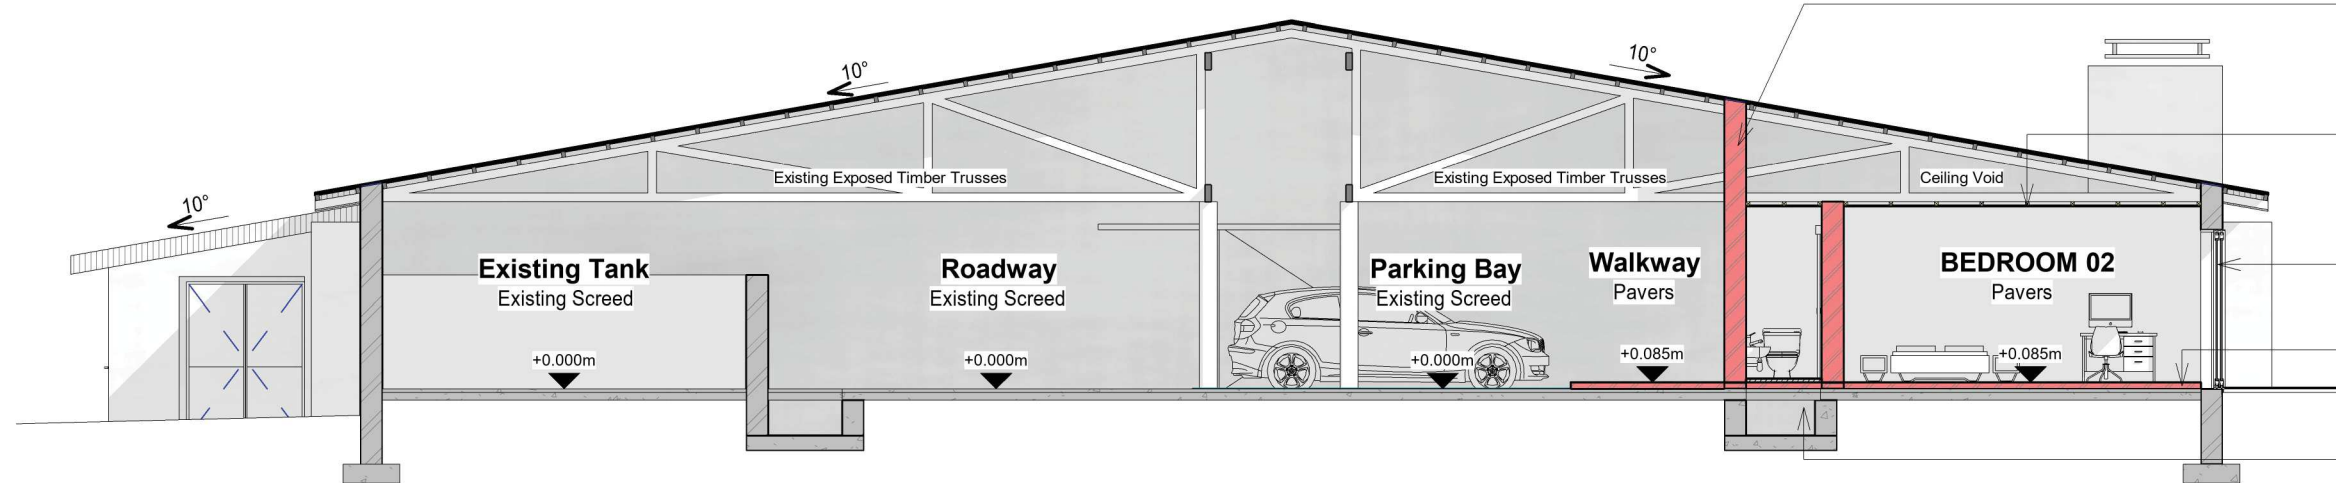 10°
10°
10°
Existing Exposed Timber Trusses
Existing Exposed Timber Trusses
Ceiling Void
Existing Tank
Existing Screed
+0.000m
Roadway
Existing Screed
+0.000m
Parking Bay
Existing Screed
+0.000m
Walkway
Pavers
+0.085m
BEDROOM 02
Pavers
+0.085m